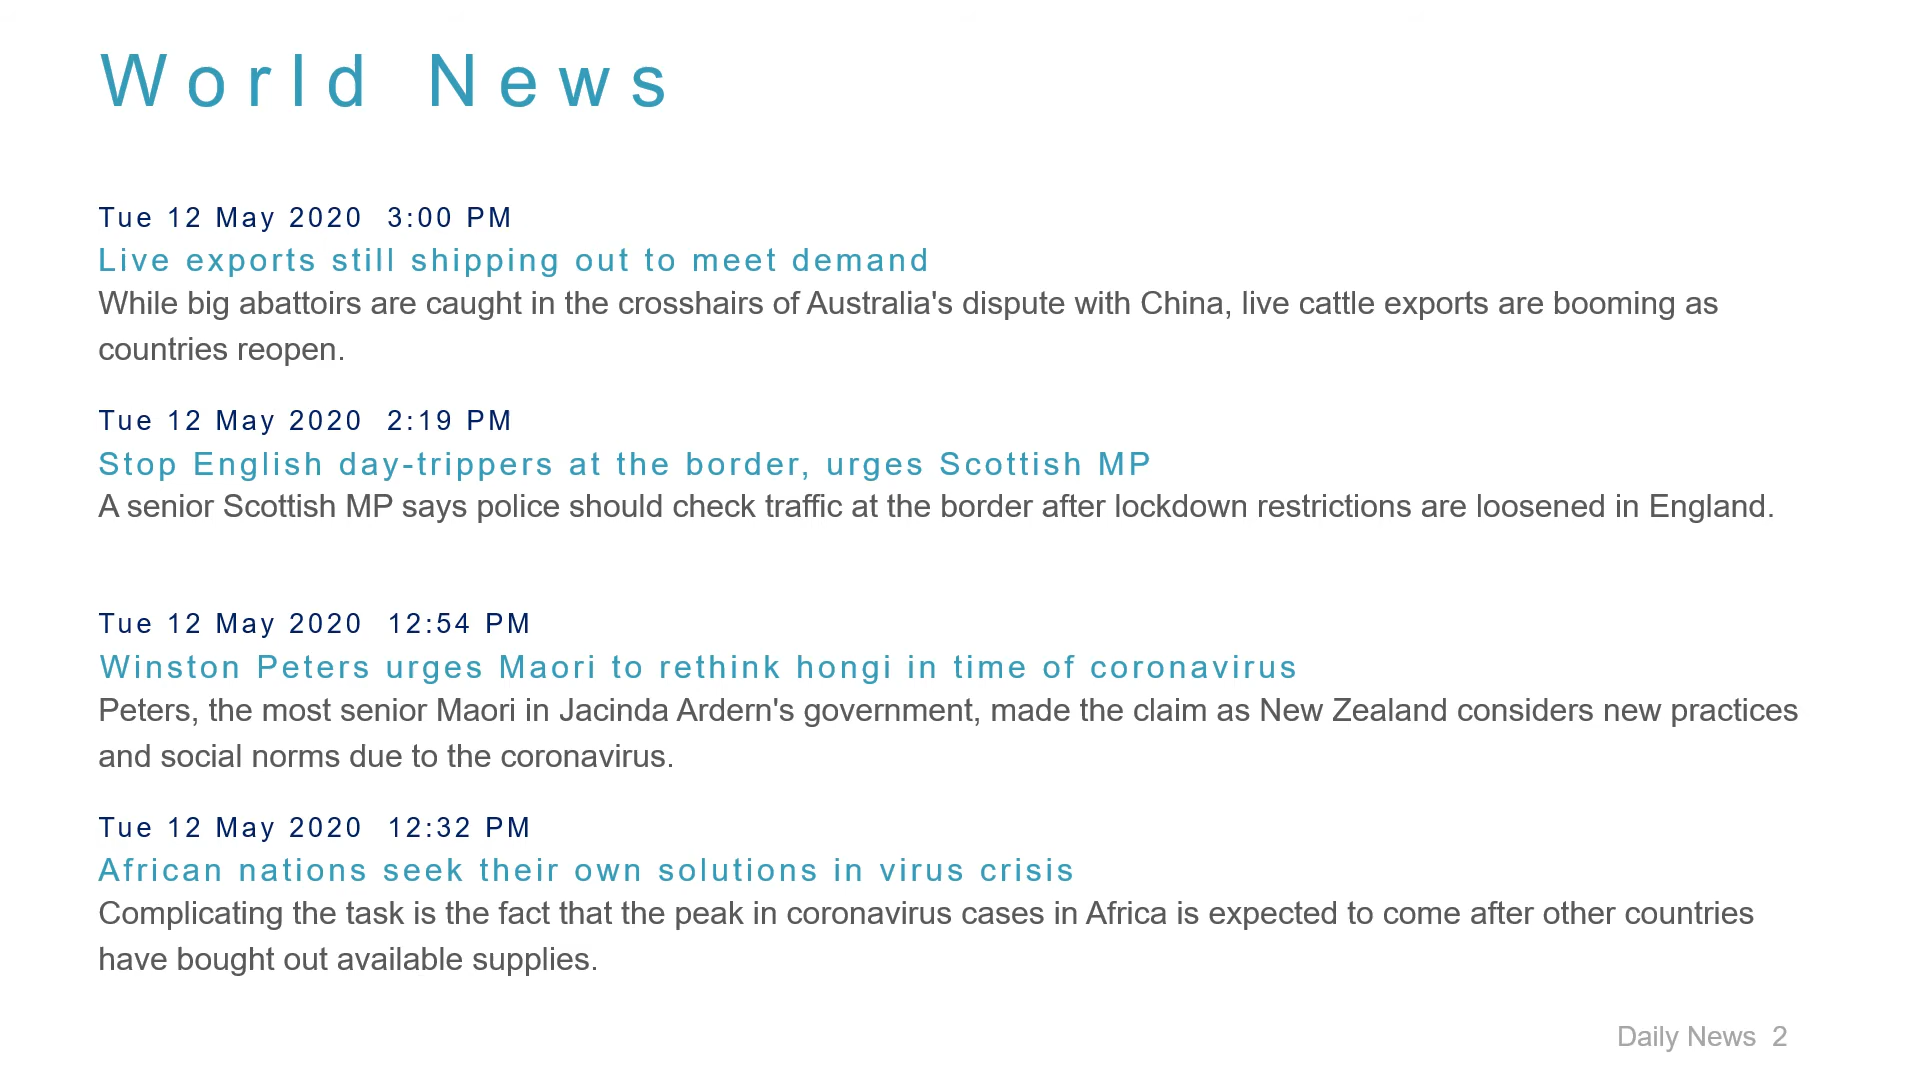 World News
Tue 12 May 2020  3:00 PM
Live exports still shipping out to meet demand
While big abattoirs are caught in the crosshairs of Australia's dispute with China, live cattle exports are booming as
countries reopen.
Tue 12 May 2020  2:19 PM
Stop English day-trippers at the border, urges Scottish MP
A senior Scottish MP says police should check traffic at the border after lockdown restrictions are loosened in England.
Tue 12 May 2020  12:54 PM
Winston Peters urges Maori to rethink hongi in time of coronavirus
Peters, the most senior Maori in Jacinda Ardern's government, made the claim as New Zealand considers new practices
and social norms due to the coronavirus.
Tue 12 May 2020  12:32 PM
African nations seek their own solutions in virus crisis
Complicating the task is the fact that the peak in coronavirus cases in Africa is expected to come after other countries
have bought out available supplies.
Daily News  2